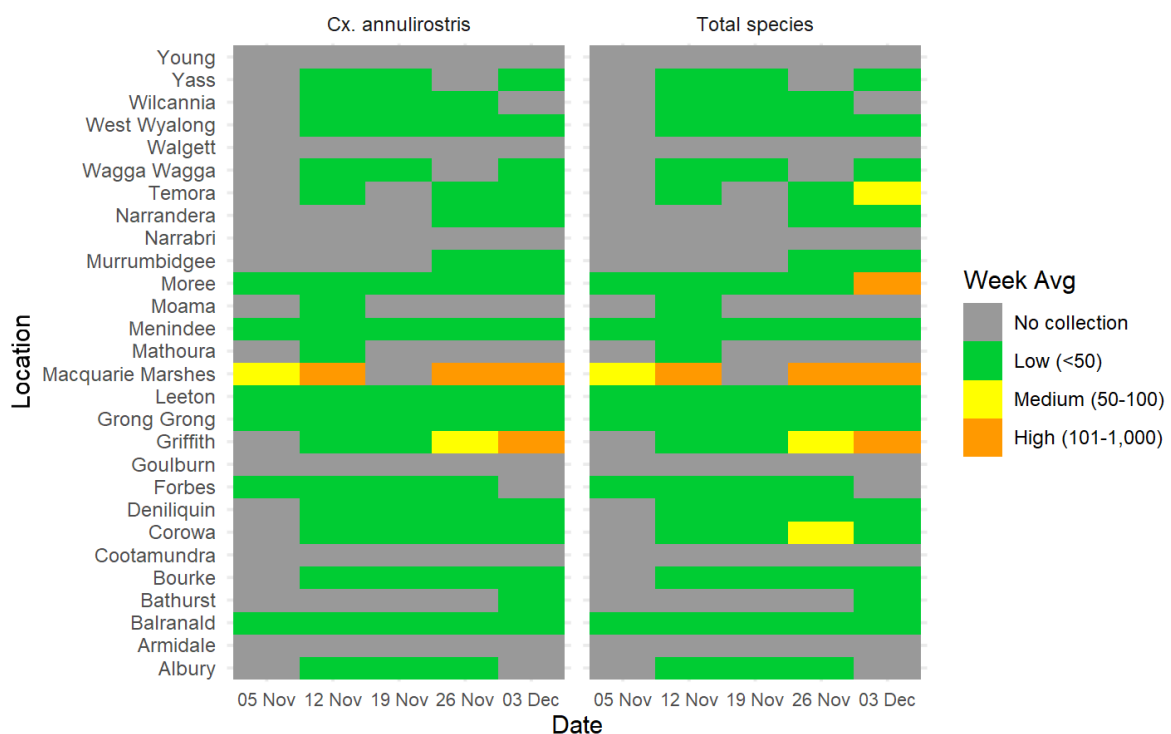 Cx. annulirostris
Total species
Young
Yass
Wilcannia
West Wyalong
Walgett
Wagga Wagga
Temora
Narrandera
Narrabri
Murrumbidgee
Moree
Moama
Menindee
Mathoura
Macquarie Marshes
Leeton
Grong Grong
Griffith
Goulburn
Forbes
Deniliquin
Corowa
Cootamundra
Bourke
Bathurst
Balranald
Armidale
Albury
Location
05 Nov 12 Nov 19 Nov 26 Nov 03 Dec
05 Nov 12 Nov 19 Nov 26 Nov 03 Dec
Date
Week Avg
No collection
Low (<50)
Medium (50-100)
High (101-1,000)